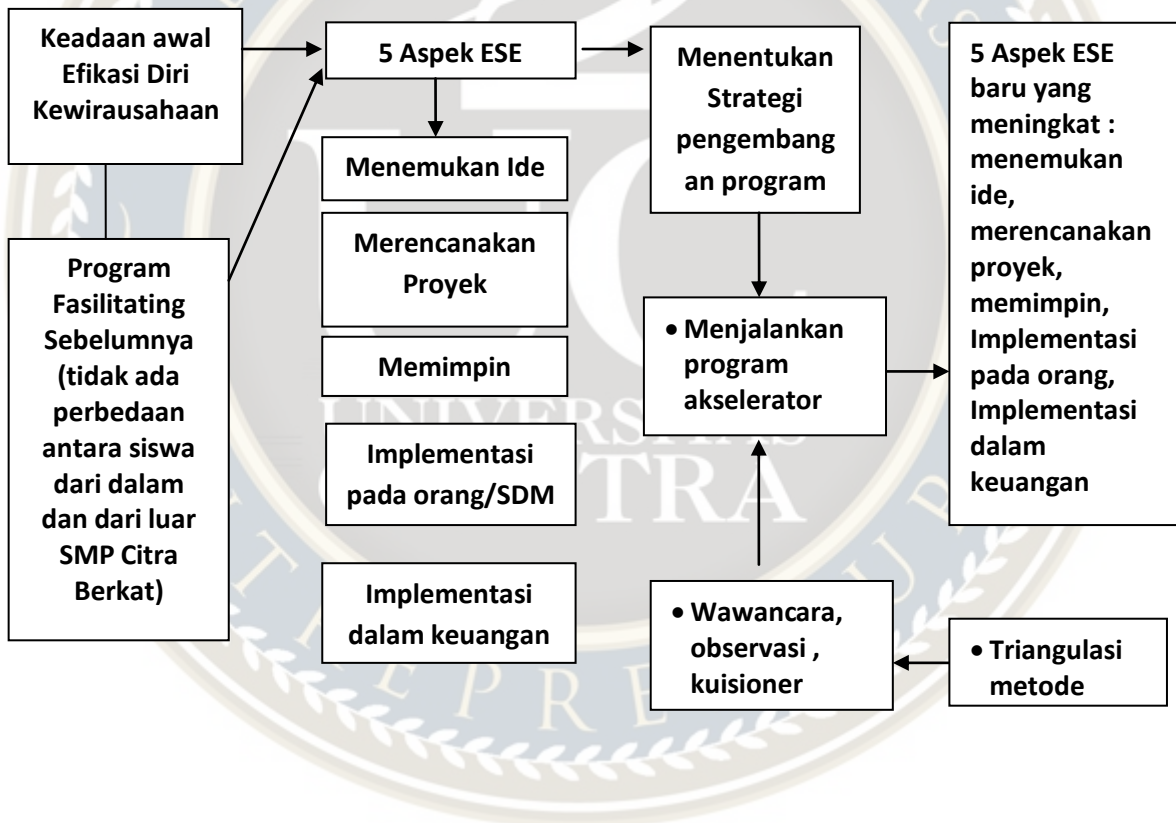 Keadaan awal
Efikasi Diri
Kewirausahaan
5 Aspek ESE
Menentukan
Strategi
pengembang
an program
5 Aspek ESE
baru yang
meningkat :
menemukan
ide,
merencanakan
proyek,
memimpin,
Implementasi
pada orang,
Implementasi
dalam
keuangan
Menemukan Ide
Merencanakan
Proyek
Memimpin
Implementasi
pada orang/SDM
Implementasi
dalam keuangan
Program
Fasilitating
Sebelumnya
(tidak ada
perbedaan
antara siswa
dari dalam
dan dari luar
SMP Citra
Berkat)
• Menjalankan
program
akselerator
• Wawancara,
observasi ,
kuisioner
• Triangulasi
metode